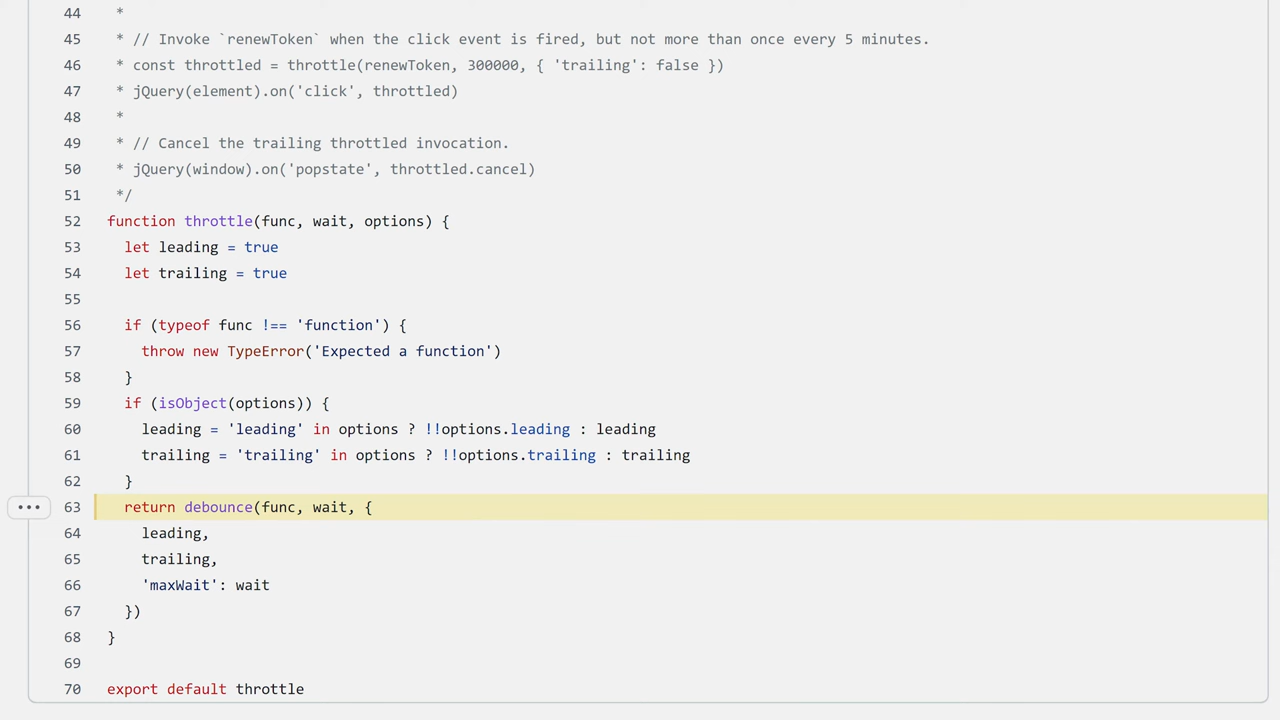 44 *
45 * // Invoke `renewToken` when the click event is fired, but not more than once every 5 minutes.
46 * const throttled = throttle(renewToken, 300000, { 'trailing': false })
47 * jQuery(element).on('click', throttled)
48 *
49 * // Cancel the trailing throttled invocation.
50 * jQuery(window).on('popstate', throttled.cancel)
51 */
52 function throttle(func, wait, options) {
53 let leading = true
54 let trailing = true
55
56 if (typeof func !== 'function') {
57 throw new TypeError('Expected a function')
58 }
59 if (isObject(options)) {
60 leading = 'leading' in options ? !!options.leading : leading
61 trailing = 'trailing' in options ? !!options.trailing : trailing
62 }
63 return debounce(func, wait, {
64 leading,
65 trailing,
66 'maxWait': wait
67 })
68 }
69
70 export default throttle